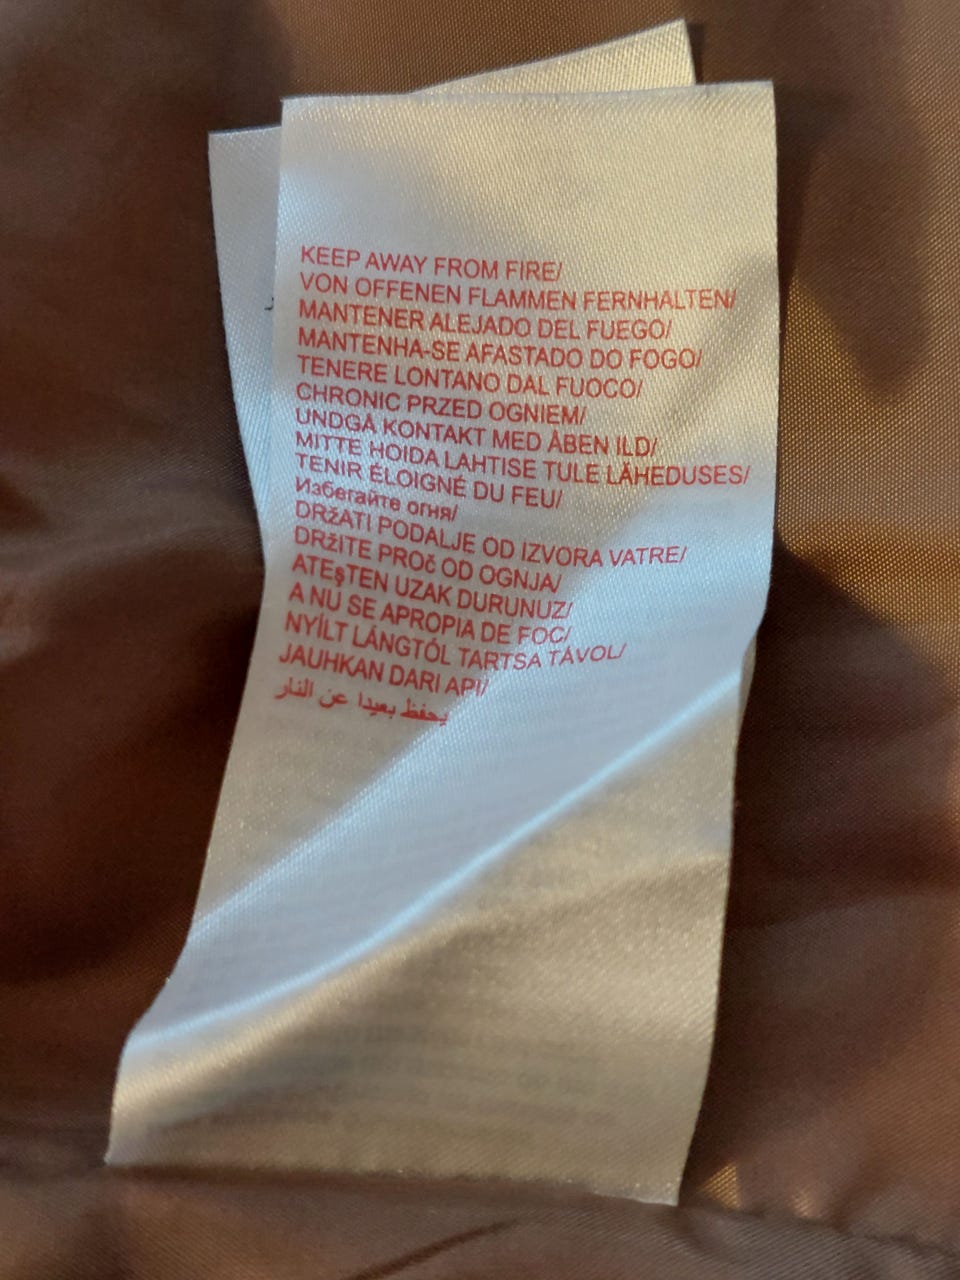 KEEP AWAY FROM FIRE/
VON OFFENEN FLAMMEN FERNHALTEN/
MANTENER ALEJADO DEL FUEGO/
MANTENHA-SE AFASTADO DO FOGO/
TENERE LONTANO DAL FUOCO/
CHRONIC PRZED OGNIEM/
UNDGÅ KONTAKT MED ÅBEN ILD/
MITTE HOIDA LAHTISE TULE LÄHEDUSES/
TENIR ÉLOIGNÉ DU FEU/
Избегайте огня/
DRžATI PODALJE OD IZVORA VATRE/
DRžITE PROč OD OGNJA/
ATEşTEN UZAK DURUNUZ/
A NU SE APROPIA DE FOC/
NYÍLT LÁNGTÓL TARTSA TÁVOL/
JAUHKAN DARI API/
يحفظ بعيدا عن النار